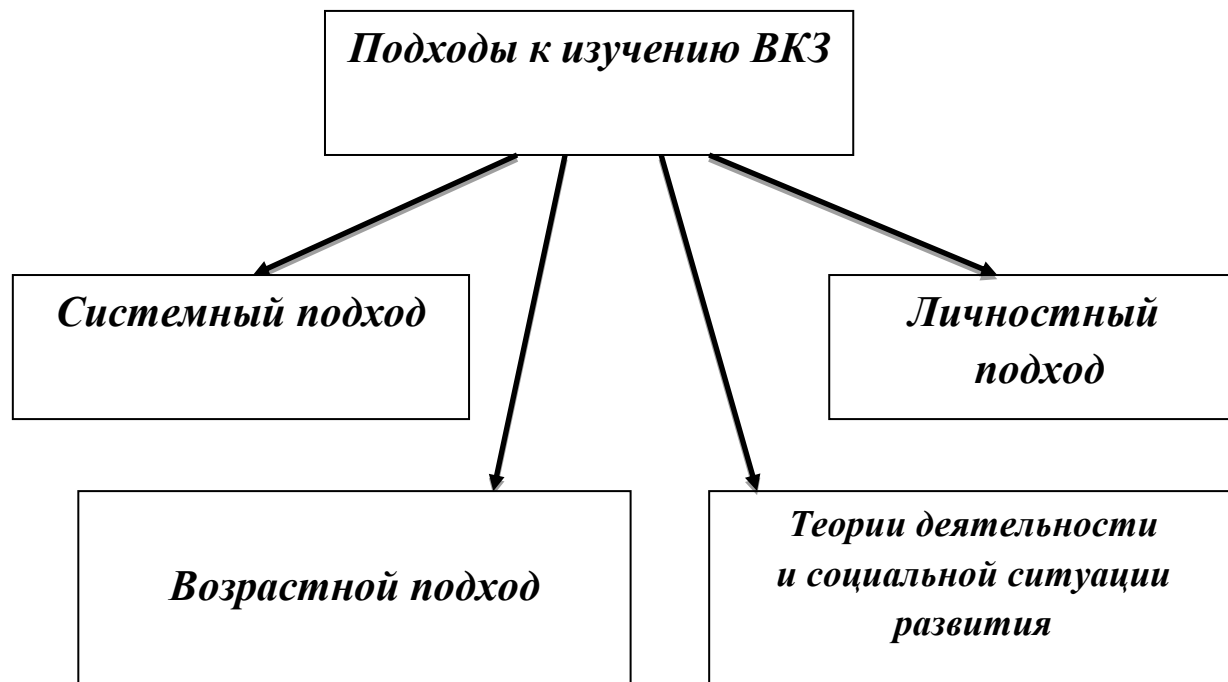 Подходы к изучению ВКЗ
Системный подход
Личностный
подход
Возрастной подход
Теории деятельности
и социальной ситуации
развития